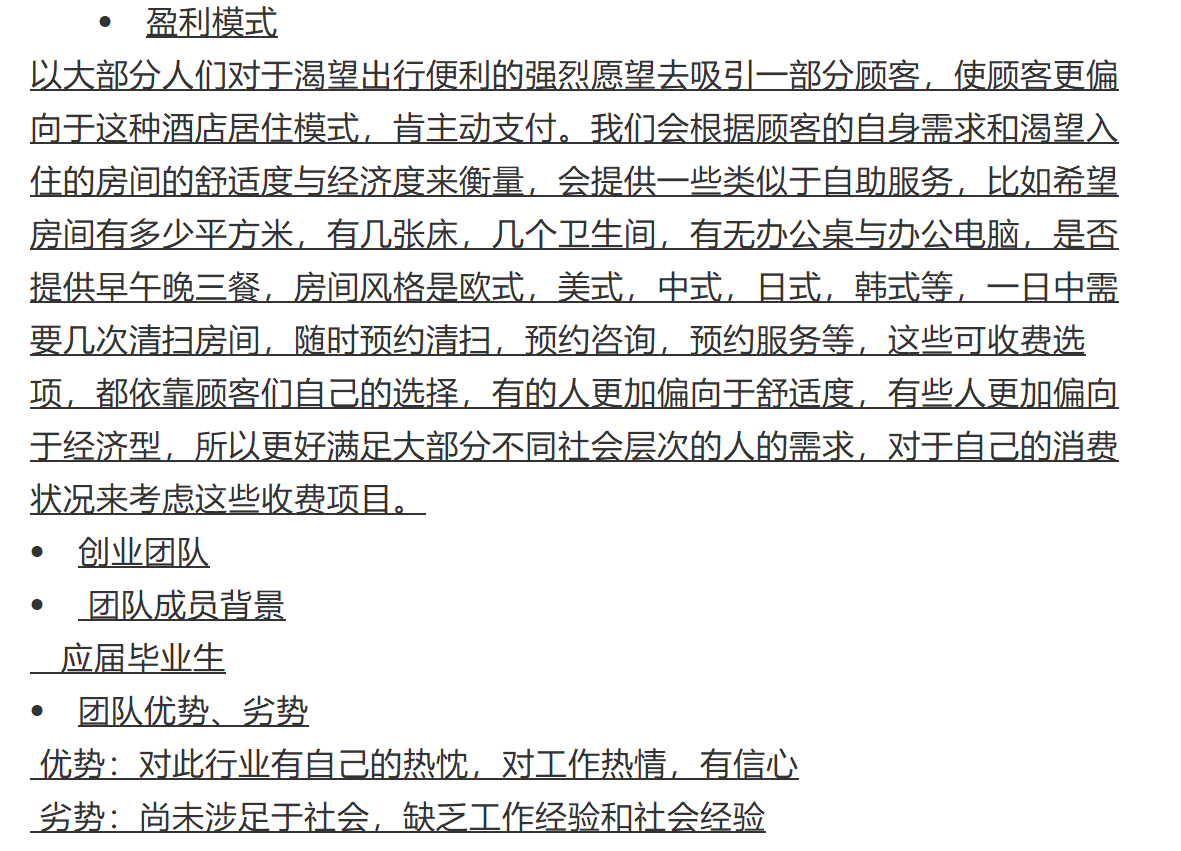 • 盈利模式
以大部分人们对于渴望出行便利的强烈愿望去吸引一部分顾客，使顾客更偏
向于这种酒店居住模式，肯主动支付。我们会根据顾客的自身需求和渴望入
住的房间的舒适度与经济度来衡量，会提供一些类似于自助服务，比如希望
房间有多少平方米，有几张床，几个卫生间，有无办公桌与办公电脑，是否
提供早午晚三餐，房间风格是欧式，美式，中式，日式，韩式等，一日中需
要几次清扫房间，随时预约清扫，预约咨询，预约服务等，这些可收费选
项，都依靠顾客们自己的选择，有的人更加偏向于舒适度，有些人更加偏向
于经济型，所以更好满足大部分不同社会层次的人的需求，对于自己的消费
状况来考虑这些收费项目。
• 创业团队
• 团队成员背景
应届毕业生
• 团队优势、劣势
优势：对此行业有自己的热忱，对工作热情，有信心
劣势：尚未涉足于社会，缺乏工作经验和社会经验